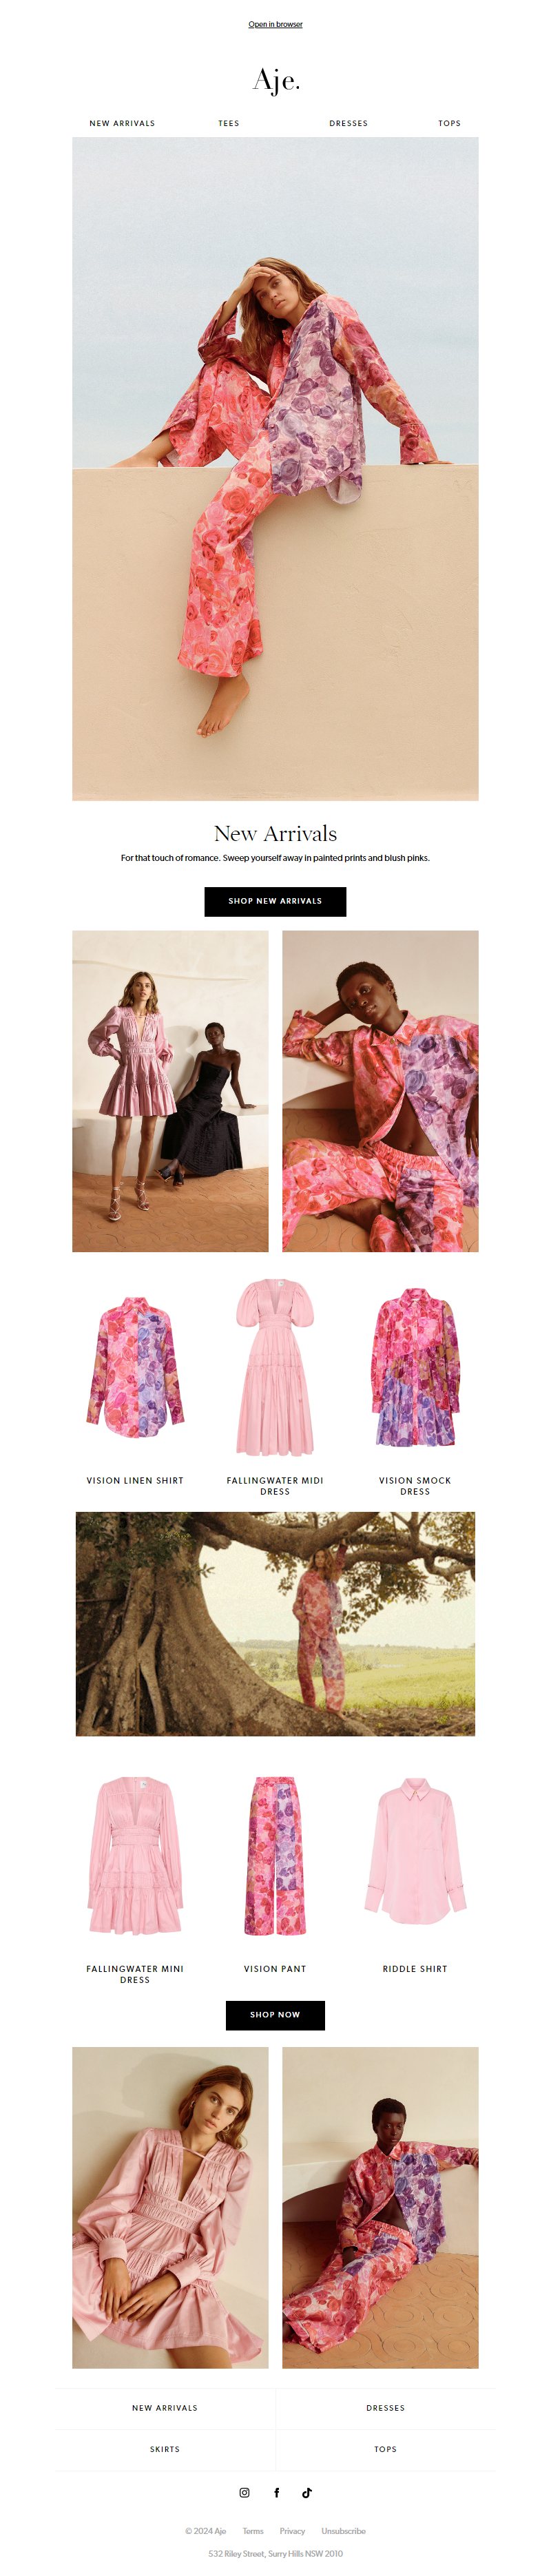 Open in browser
Aje.
NEW ARRIVALS TEES DRESSES TOPS
New Arrivals
For that touch of romance. Sweep yourself away in painted prints and blush pinks.
SHOP NEW ARRIVALS
VISION LINEN SHIRT
FALLINGWATER MIDI
DRESS
VISION SMOCK
DRESS
FALLINGWATER MINI
DRESS
VISION PANT
RIDDLE SHIRT
SHOP NOW
NEW ARRIVALS DRESSES
SKIRTS TOPS
© 2024 Aje Terms Privacy Unsubscribe
532 Riley Street, Surry Hills NSW 2010